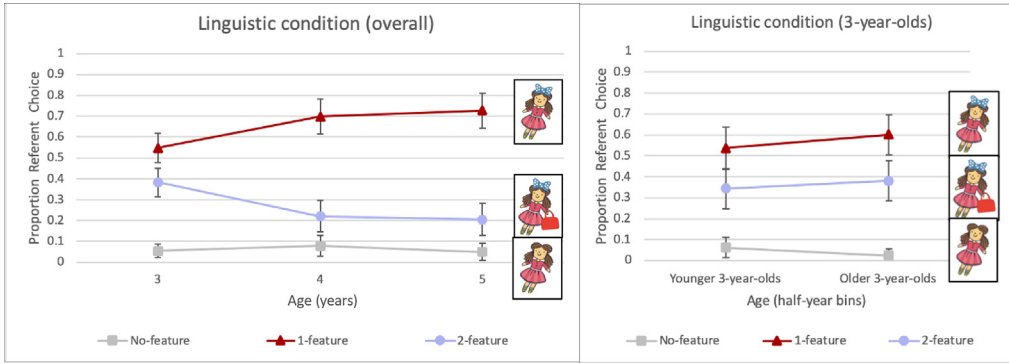 Linguistic condition (overall)
Proportion Referent Choice
1
0.9
0.8
0.7
0.6
0.5
0.4
0.3
0.2
0.1
0
3 4 5
Age (years)
No-feature 1-feature 2-feature
Linguistic condition (3-year-olds)
Proportion Referent Choice
1
0.9
0.8
0.7
0.6
0.5
0.4
0.3
0.2
0.1
0
Younger 3-year-olds Older 3-year-olds
Age (half-year bins)
No-feature 1-feature 2-feature